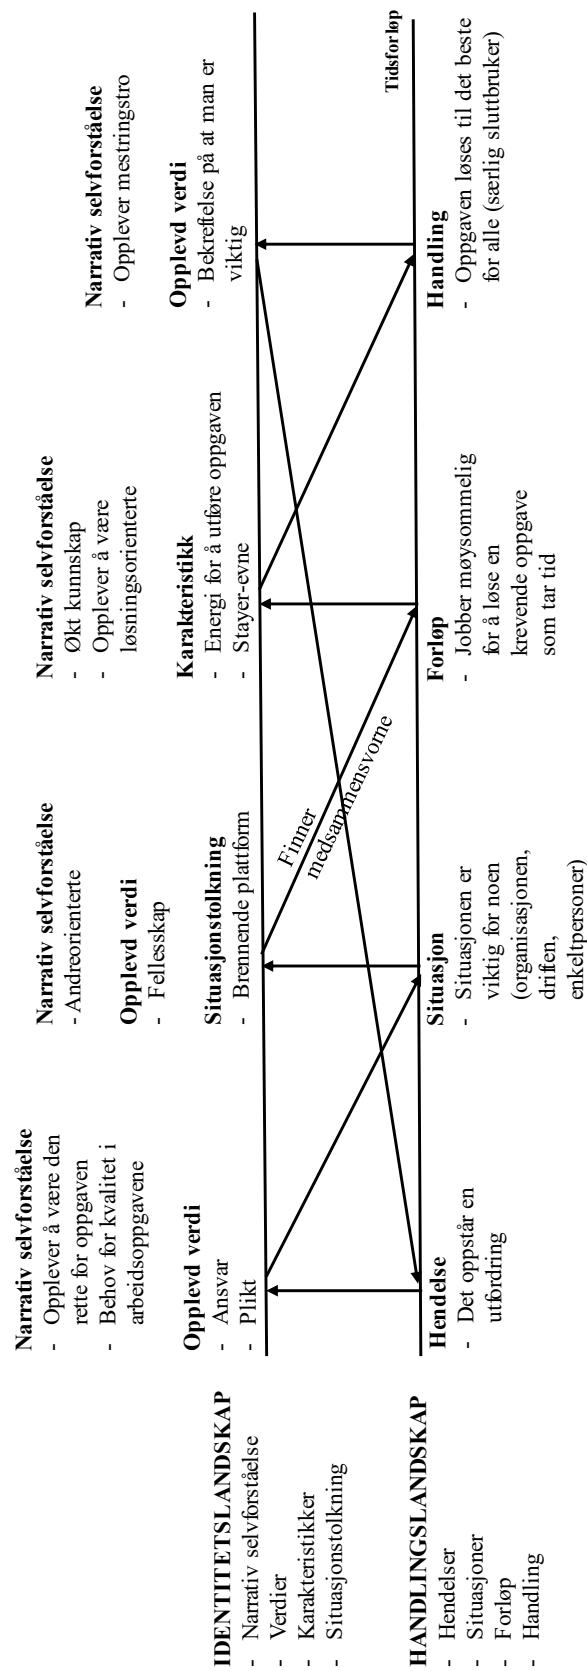 Narrativ selvforståelse
- Opplever å være den
rette for oppgaven
- Behov for kvalitet i
arbeidsoppgavene
Narrativ selvforståelse
- Andreorienterte
Narrativ selvforståelse
- Økt kunnskap
- Opplever å være
løsningsorienterte
Narrativ selvforståelse
- Opplever mestringstro
Opplevd verdi
- Fellesskap
IDENTITETSLANDSKAP
- Narrativ selvforståelse
- Verdier
- Karakteristikker
- Situasjonstolkning
Opplevd verdi
- Ansvar
- Plikt
Situasjonstolkning
- Brennende plattform
Karakteristikk
- Energi for å utføre oppgaven
- Stayer-evne
Opplevd verdi
- Bekreftelse på at man er
viktig
Finner
medsammensvorne
Tidsforløp
HANDLINGSLANDSKAP
- Hendelser
- Situasjoner
- Forløp
- Handling
Hendelse
- Det oppstår en
utfordring
Situasjon
- Situasjonen er
viktig for noen
(organisasjonen,
driften,
enkeltpersoner)
Forløp
- Jobber møysommelig
for å løse en
krevende oppgave
som tar tid
Handling
- Oppgaven løses til det beste
for alle (særlig sluttbruker)